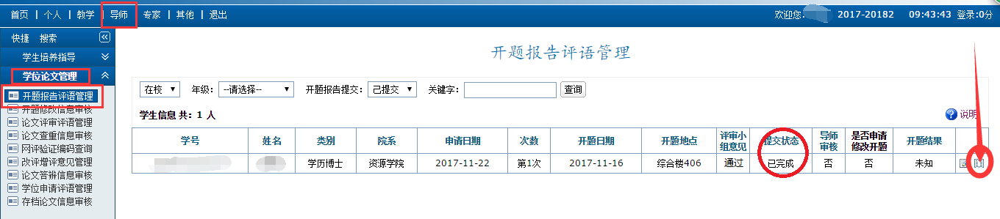 首页 | 个人 | 教学 | 导师 | 专家 | 其他 | 退出
欢迎您: 2017-20182 09:43:43 登录:0分
快捷 搜索
学生培养指导
学位论文管理
开题报告评语管理
开题修改信息审核
论文评审评语管理
论文查重信息审核
网评验证编码查询
改评增评意见管理
论文答辨信息审核
学位申请评语管理
存档论文信息审核
开题报告评语管理
在校 年级: --请选择-- 开题报告提交: 己提交 关键字: 查询
学生信息 共: 1 人
说明
学号 姓名 类别 院系 申请日期 次数 开题日期 开题地点 评审小组意见 提交状态 导师审核 是否申请修改开题 开题结果
学历博士 资源学院 2017-11-22 第1次 2017-11-16 综合楼406 通过 已完成 否 否 未知